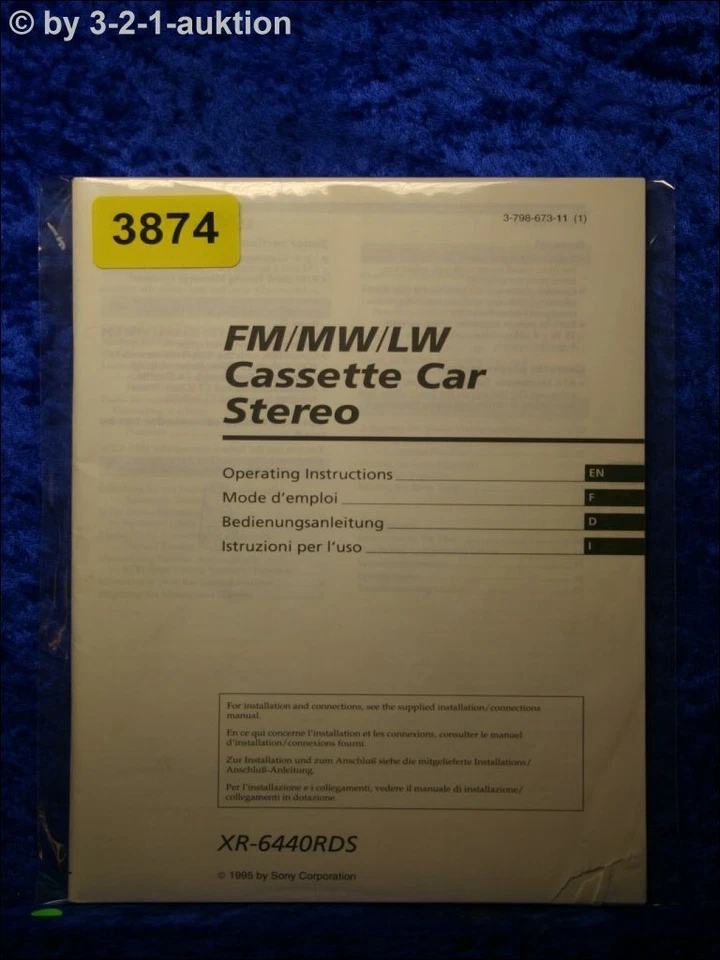 © by 3-2-1-auktion
3874
3-798-673-11 (1)
FM/MW/LW
Cassette Car
Stereo
Operating Instructions EN
Mode d'emploi F
Bedienungsanleitung D
Istruzioni per l'uso I
For installation and connections, see the supplied installation/connections
manual.
En ce qui concerne l'installation et les connexions, consulter le manuel
d'installation/connexions fourni.
Zur Installation und zum Anschluß siehe die mitgelieferte Installations/
Anschluß-Anleitung.
Per l'installazione e i collegamenti, vedere il manuale di installazione/
collegamenti in dotazione.
XR-6440RDS
© 1995 by Sony Corporation